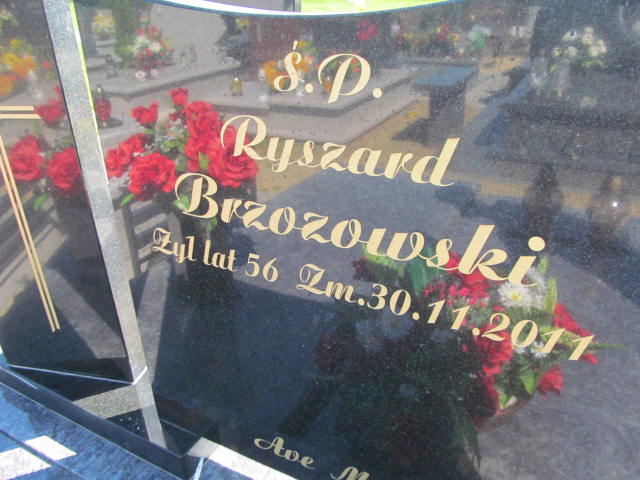 Ś.P.
Ryszard
Brzozowski
Żył lat 56 Zm.30.11.2011
Ave